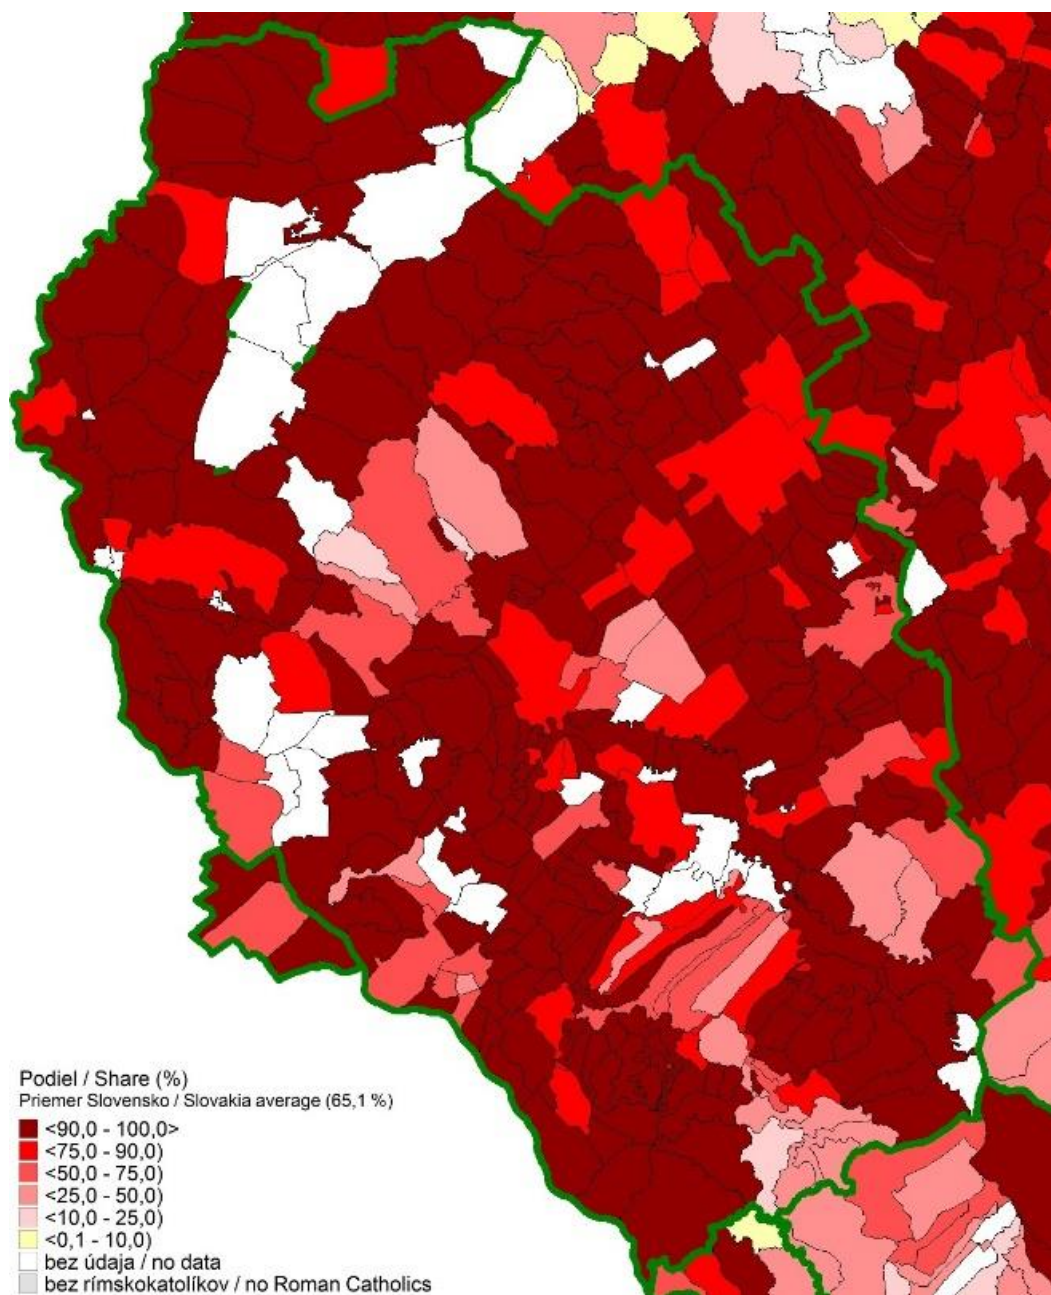 Podiel / Share (%)
Priemer Slovensko / Slovakia average (65,1 %)
<90,0 - 100,0>
<75,0 - 90,0)
<50,0 - 75,0)
<25,0 - 50,0)
<10,0 - 25,0)
<0,1 - 10,0)
bez údaja / no data
bez rímskokatolíkov / no Roman Catholics